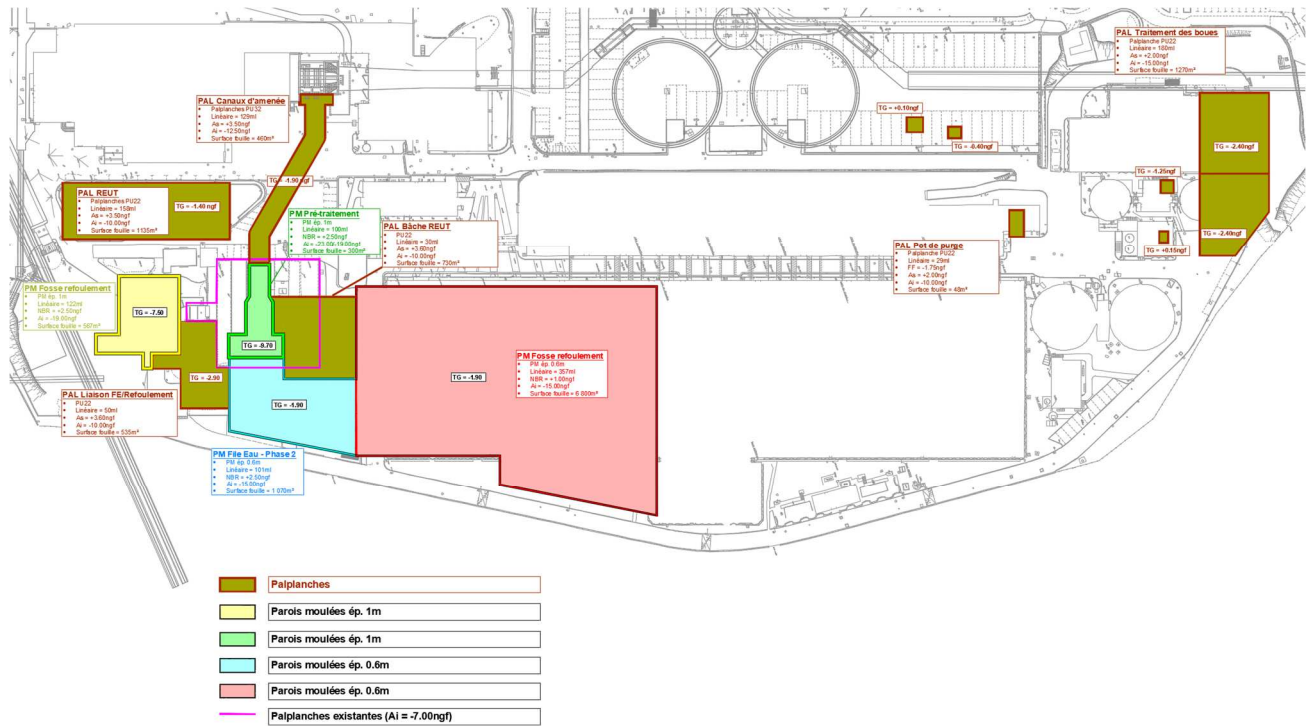 PAL Traitement des boues
• Palplanche PU22
• Linéaire = 160ml
• As = +2.00ngf
• Ai = -15.00ngf
• Surface fouille = 1270m²
PAL Canaux d'amenée
• Palplanches PU32
• Linéaire = 129ml
• As = +3.50ngf
• Ai = -12.50ngf
• Surface fouille = 460m²
TG = +0.10ngf
TG = -0.40ngf
TG = -2.40ngf
TG = -1.90 ngf
TG = -1.25ngf
PAL REUT
• Palplanches PU22
• Linéaire = 158ml
• As = +3.50ngf
• Ai = -10.00ngf
• Surface fouille = 1135m²
TG = -1.40 ngf
PM Pré-traitement
• PM ép. 1m
• Linéaire = 100ml
• NBR = +2.50ngf
• Ai = -23.00/-19.00ngf
• Surface fouille = 300m²
PAL Bâche REUT
• PU22
• Linéaire = 30ml
• As = +3.60ngf
• Ai = -10.00ngf
• Surface fouille = 730m²
PAL Pot de purge
• Palplanche PU22
• Linéaire = 29ml
• FF = -1.75ngf
• As = +2.00ngf
• Ai = -10.00ngf
• Surface fouille = 48m²
TG = -2.40ngf
TG = +0.15ngf
PM Fosse refoulement
• PM ép. 1m
• Linéaire = 122ml
• NBR = +2.50ngf
• Ai = -19.00ngf
• Surface fouille = 567m²
TG = -7.50
TG = -9.70
PM Fosse refoulement
• PM ép. 0.6m
• Linéaire = 357ml
• NBR = +1.00ngf
• Ai = -15.00ngf
• Surface fouille = 6 800m²
TG = -1.90
TG = -2.90
PAL Liaison FE/Refoulement
• PU22
• Linéaire = 50ml
• As = +3.60ngf
• Ai = -10.00ngf
• Surface fouille = 535m²
TG = -1.90
PM File Eau - Phase 2
• PM ép. 0.6m
• Linéaire = 101ml
• NBR = +2.50ngf
• Ai = -15.00ngf
• Surface fouille = 1 070m²
Palplanches
Parois moulées ép. 1m
Parois moulées ép. 1m
Parois moulées ép. 0.6m
Parois moulées ép. 0.6m
Palplanches existantes (Ai = -7.00ngf)